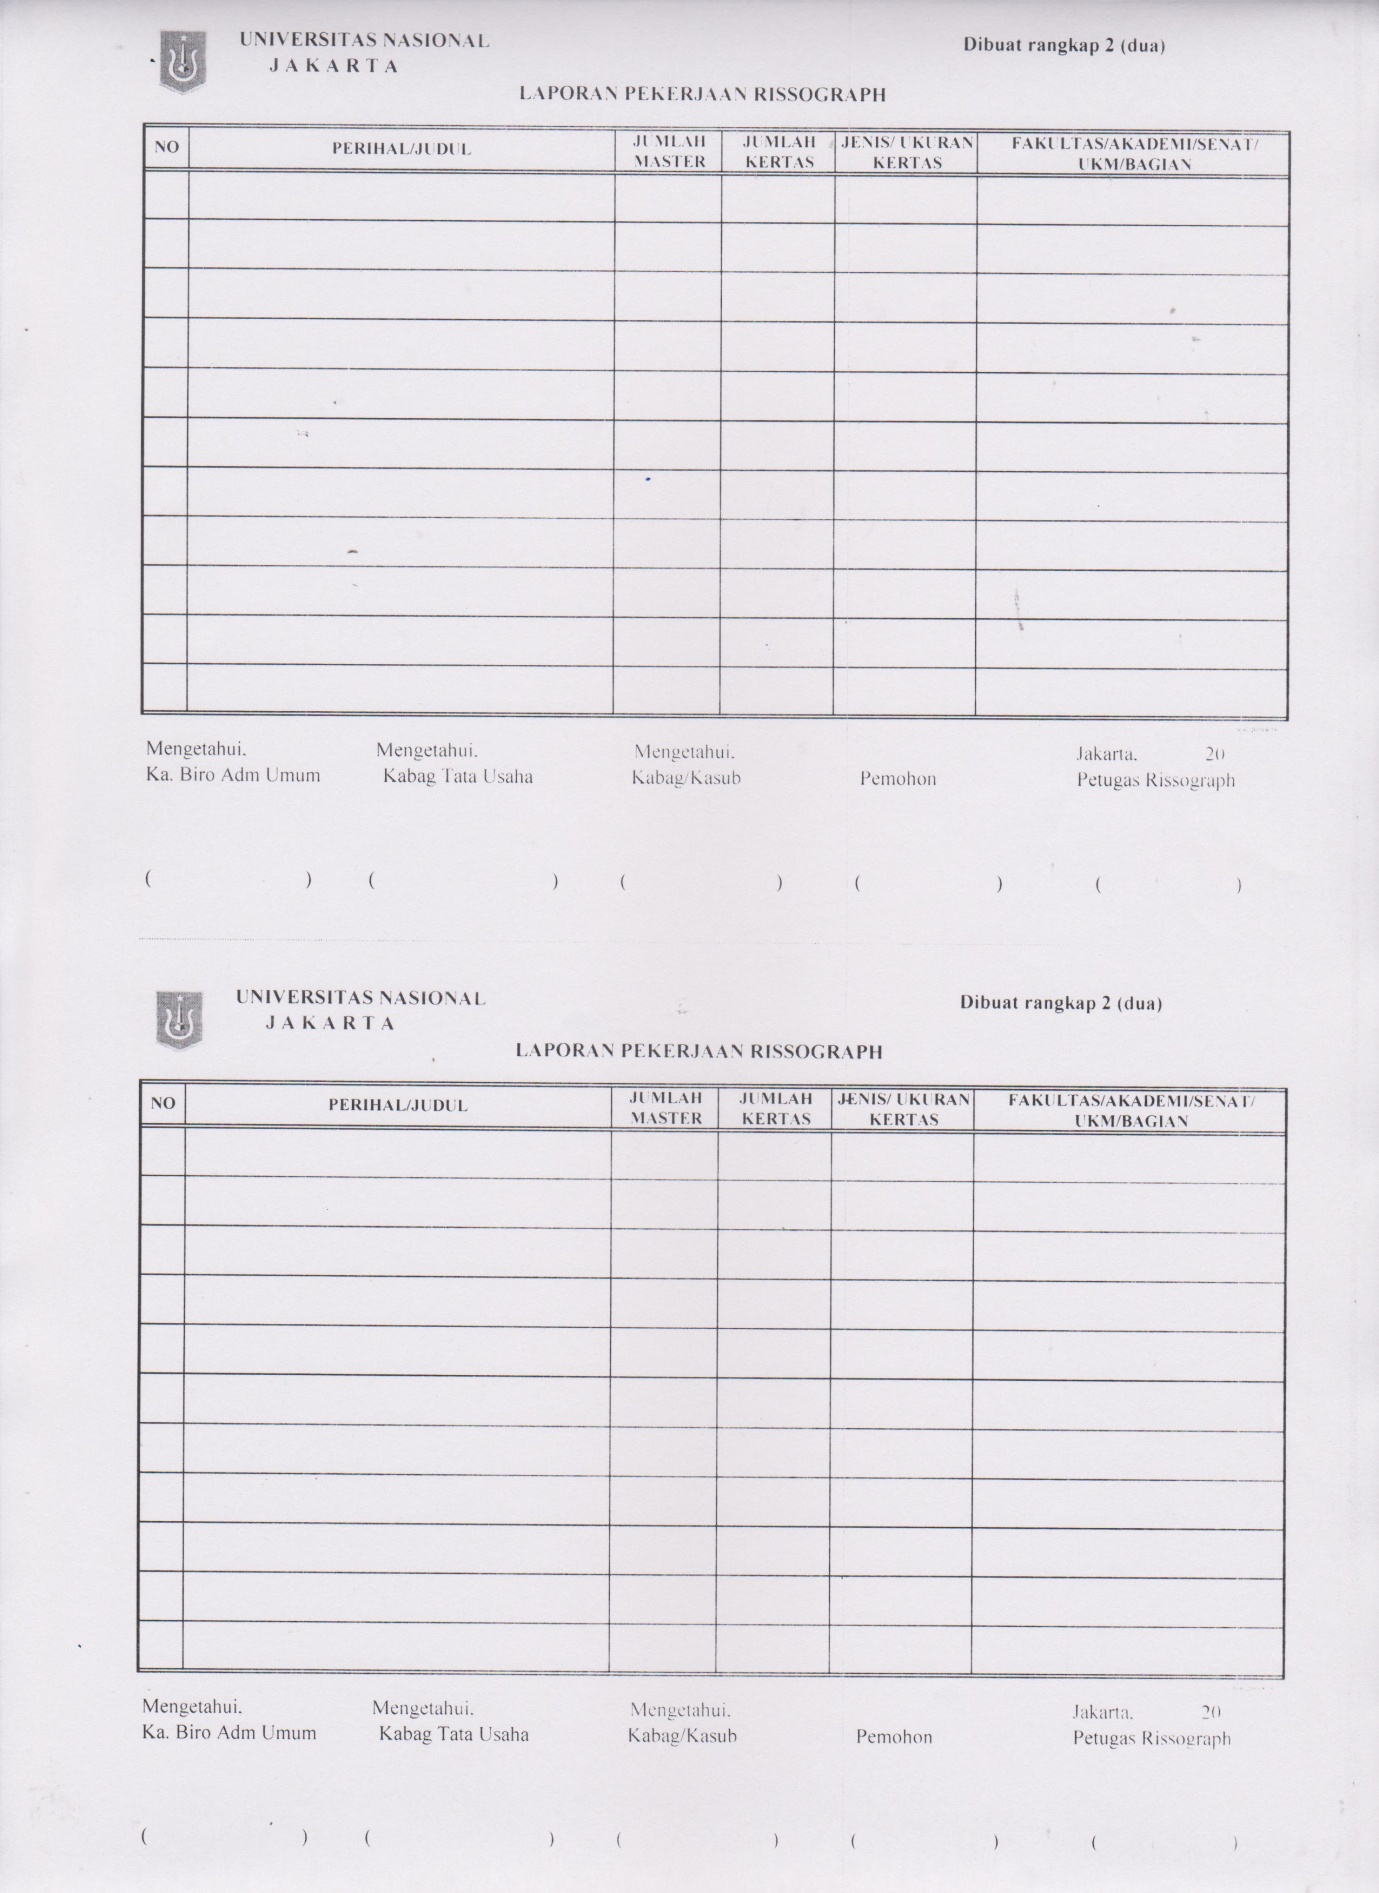 UNIVERSITAS NASIONAL
Dibuat rangkap 2 (dua)
J A K A R T A
LAPORAN PEKERJAAN RISSOGRAPH
NO PERIHAL/JUDUL JUMLAH MASTER JUMLAH KERTAS JENIS/ UKURAN KERTAS FAKULTAS/AKADEMI/SENAT/ UKM/BAGIAN
Mengetahui. Mengetahui. Mengetahui. Jakarta. 20
Ka. Biro Adm Umum Kabag Tata Usaha Kabag/Kasub Pemohon Petugas Rissograph
( ) ( ) ( ) ( ) ( )
UNIVERSITAS NASIONAL
Dibuat rangkap 2 (dua)
J A K A R T A
LAPORAN PEKERJAAN RISSOGRAPH
NO PERIHAL/JUDUL JUMLAH MASTER JUMLAH KERTAS JENIS/ UKURAN KERTAS FAKULTAS/AKADEMI/SENAT/ UKM/BAGIAN
Mengetahui. Mengetahui. Mengetahui. Jakarta. 20
Ka. Biro Adm Umum Kabag Tata Usaha Kabag/Kasub Pemohon Petugas Rissograph
( ) ( ) ( ) ( ) ( )